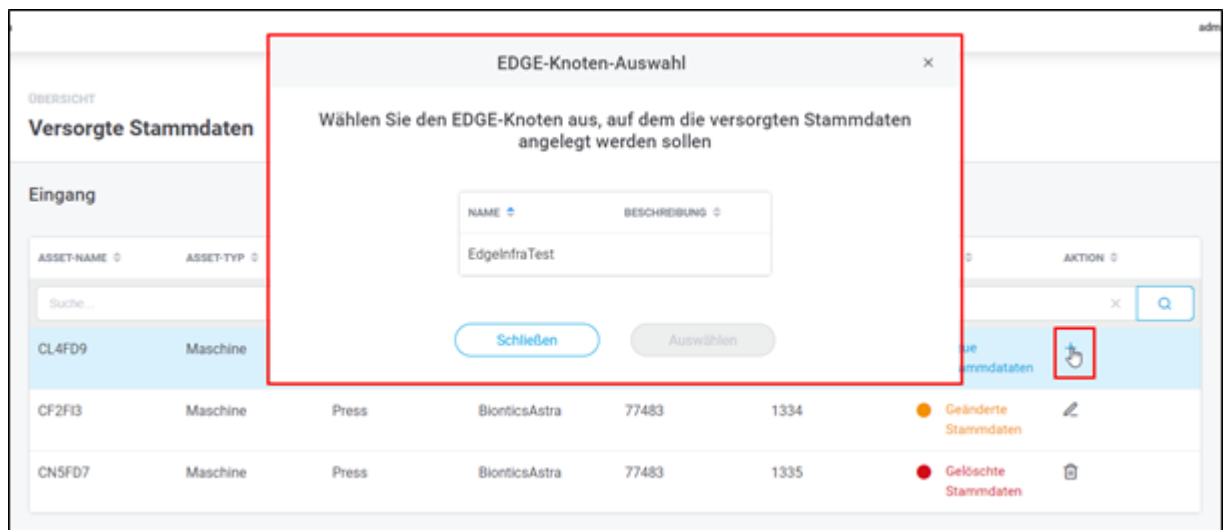 adm
EDGE-Knoten-Auswahl ×
ÜBERSICHT
Versorgte Stammdaten
Wählen Sie den EDGE-Knoten aus, auf dem die versorgten Stammdaten
angelegt werden sollen
Eingang
NAME BESCHREIBUNG
EdgeInfraTest
ASSET-NAME ASSET-TYP AKTION
Suche...
Schließen Auswählen
CL4FD9 Maschine ue
ammdataten
CF2FI3 Maschine Press BionticsAstra 77483 1334 Geänderte
Stammdaten
CN5FD7 Maschine Press BionticsAstra 77483 1335 Gelöschte
Stammdaten